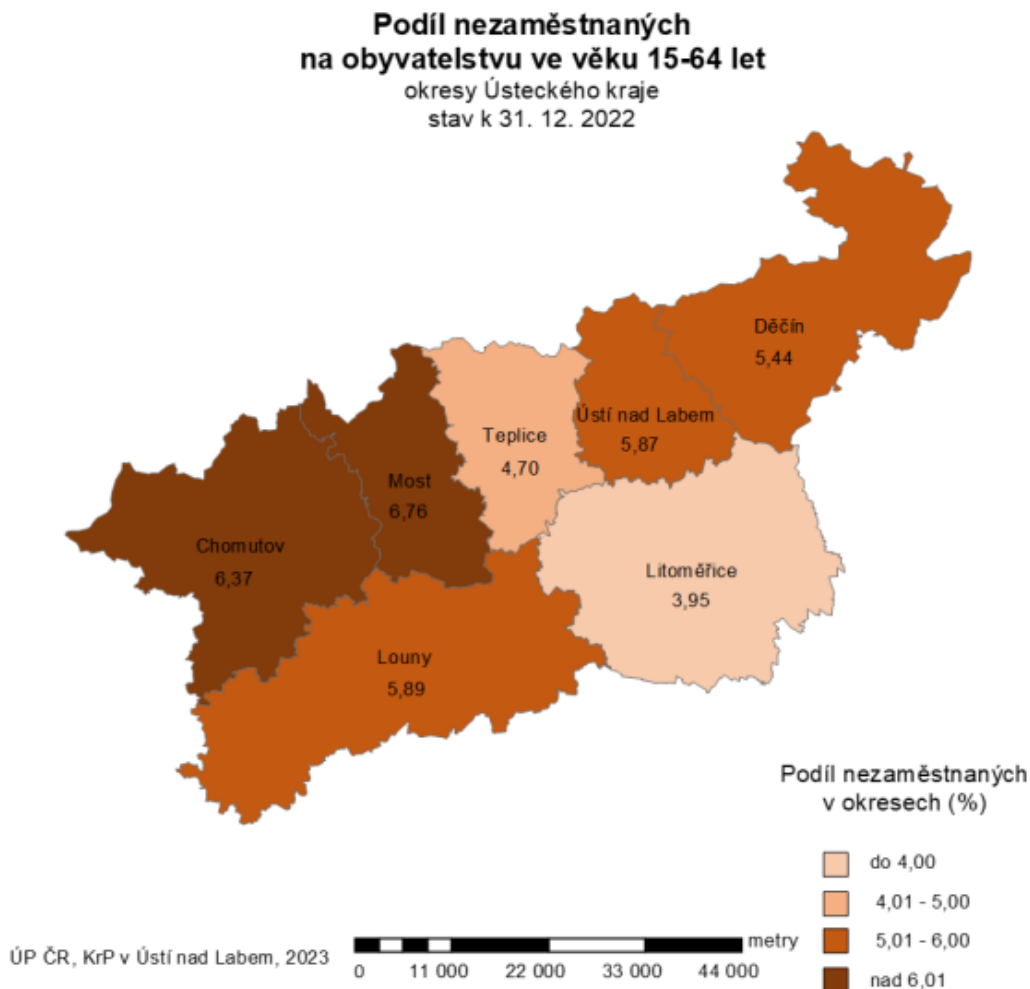 Podíl nezaměstnaných
na obyvatelstvu ve věku 15-64 let
okresy Ústeckého kraje
stav k 31. 12. 2022
Děčín
5,44
Ústí nad Labem
5,87
Teplice
4,70
Most
6,76
Chomutov
6,37
Litoměřice
3,95
Louny
5,89
Podíl nezaměstnaných
v okresech (%)
do 4,00
4,01 - 5,00
5,01 - 6,00
nad 6,01
ÚP ČR, KrP v Ústí nad Labem, 2023
metry
0 11 000 22 000 33 000 44 000